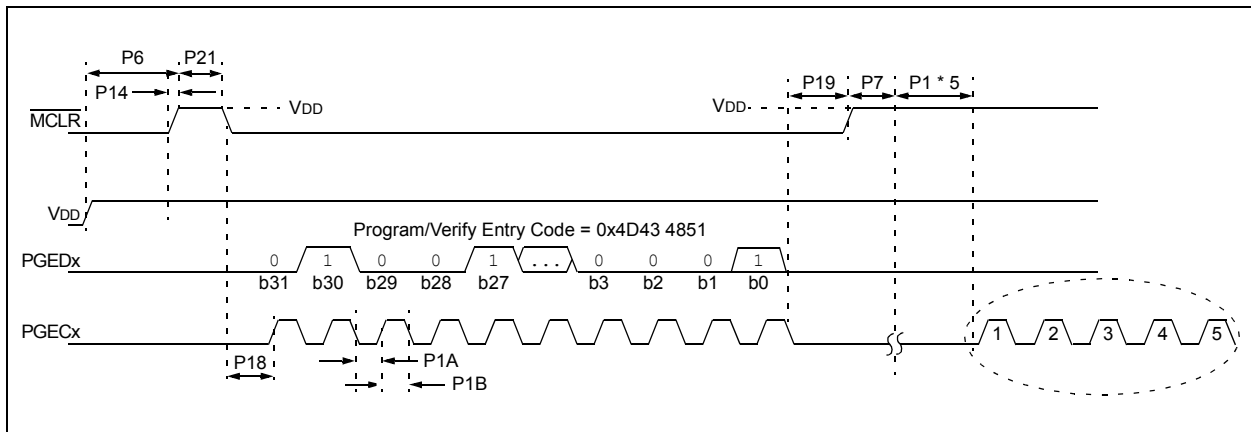 P6 P21 P19 P7 P1 * 5
P14
VDD VDD
MCLR
VDD
Program/Verify Entry Code = 0x4D43 4851
PGEDx 0 1 0 0 1 ... 0 0 0 1
b31 b30 b29 b28 b27 b3 b2 b1 b0
PGECx 1 2 3 4 5
P18 P1A
P1B